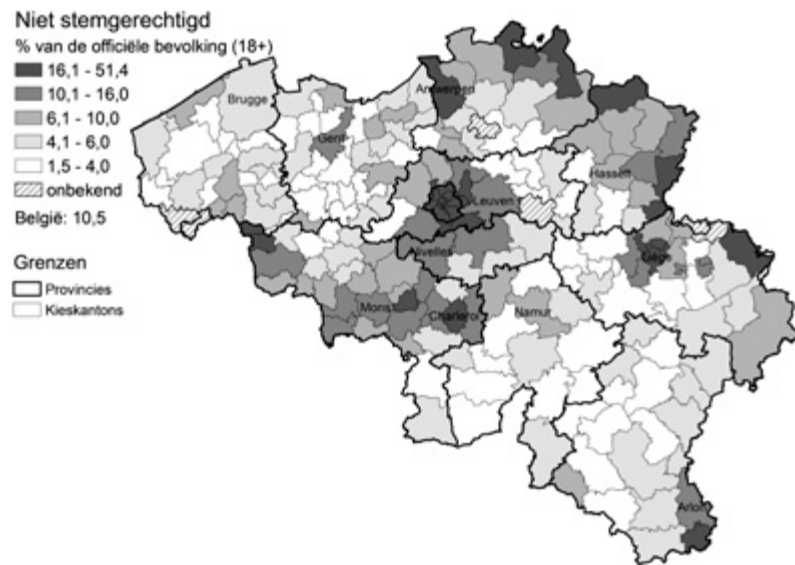 Niet stemgerechtigd
% van de officiële bevolking (18+)
16,1 - 51,4
10,1 - 16,0
6,1 - 10,0
4,1 - 6,0
1,5 - 4,0
onbekend
België: 10,5
Grenzen
Provincies
Kieskantons
Brugge
Antwerpen
Gent
Hasselt
Leuven
Nivelles
Liège
Mons
Charleroi
Namur
Arlon